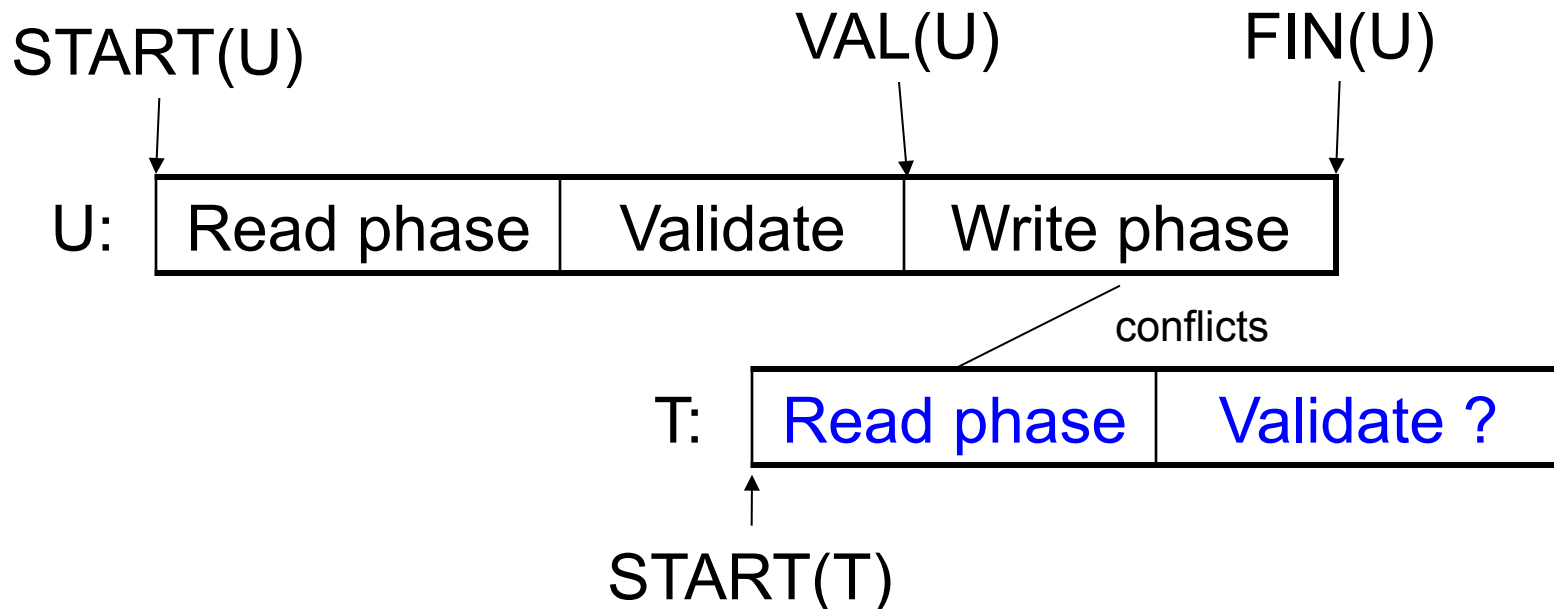 START(U) VAL(U) FIN(U)
U: Read phase Validate Write phase
conflicts
T: Read phase Validate ?
START(T)